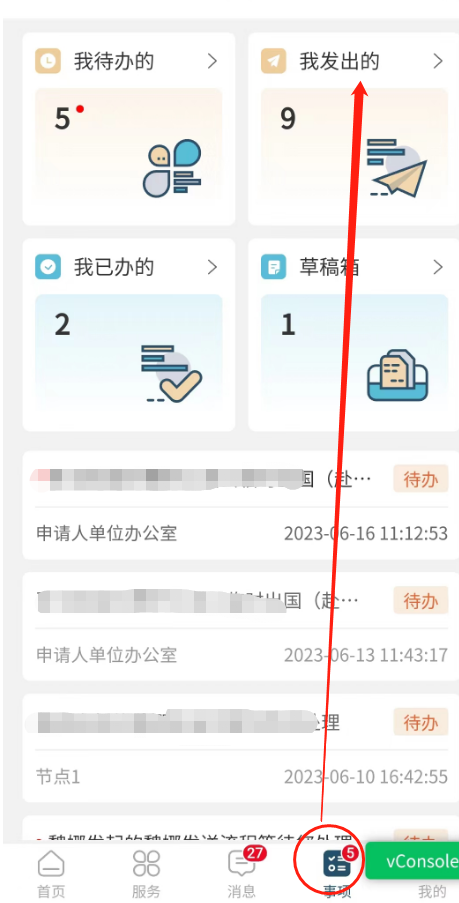 我待办的
我发出的
5
9
我已办的
草稿箱
2
1
国（赴… 待办
申请人单位办公室 2023-06-16 11:12:53
出国（赴… 待办
申请人单位办公室 2023-06-13 11:43:17
处理 待办
节点1 2023-06-10 16:42:55
27
5
vConsole
首页
服务
消息
事项
我的